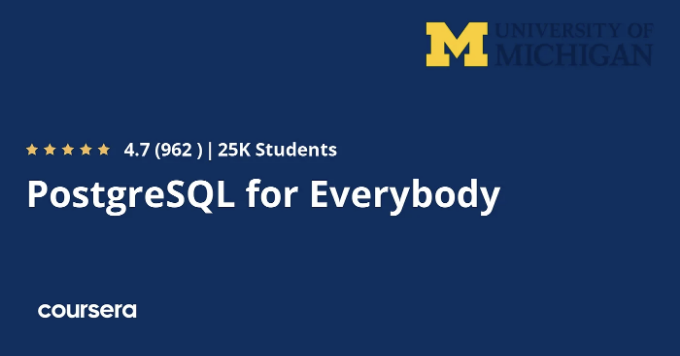 M UNIVERSITY OF
MICHIGAN
4.7 (962 ) | 25K Students
PostgreSQL for Everybody
coursera